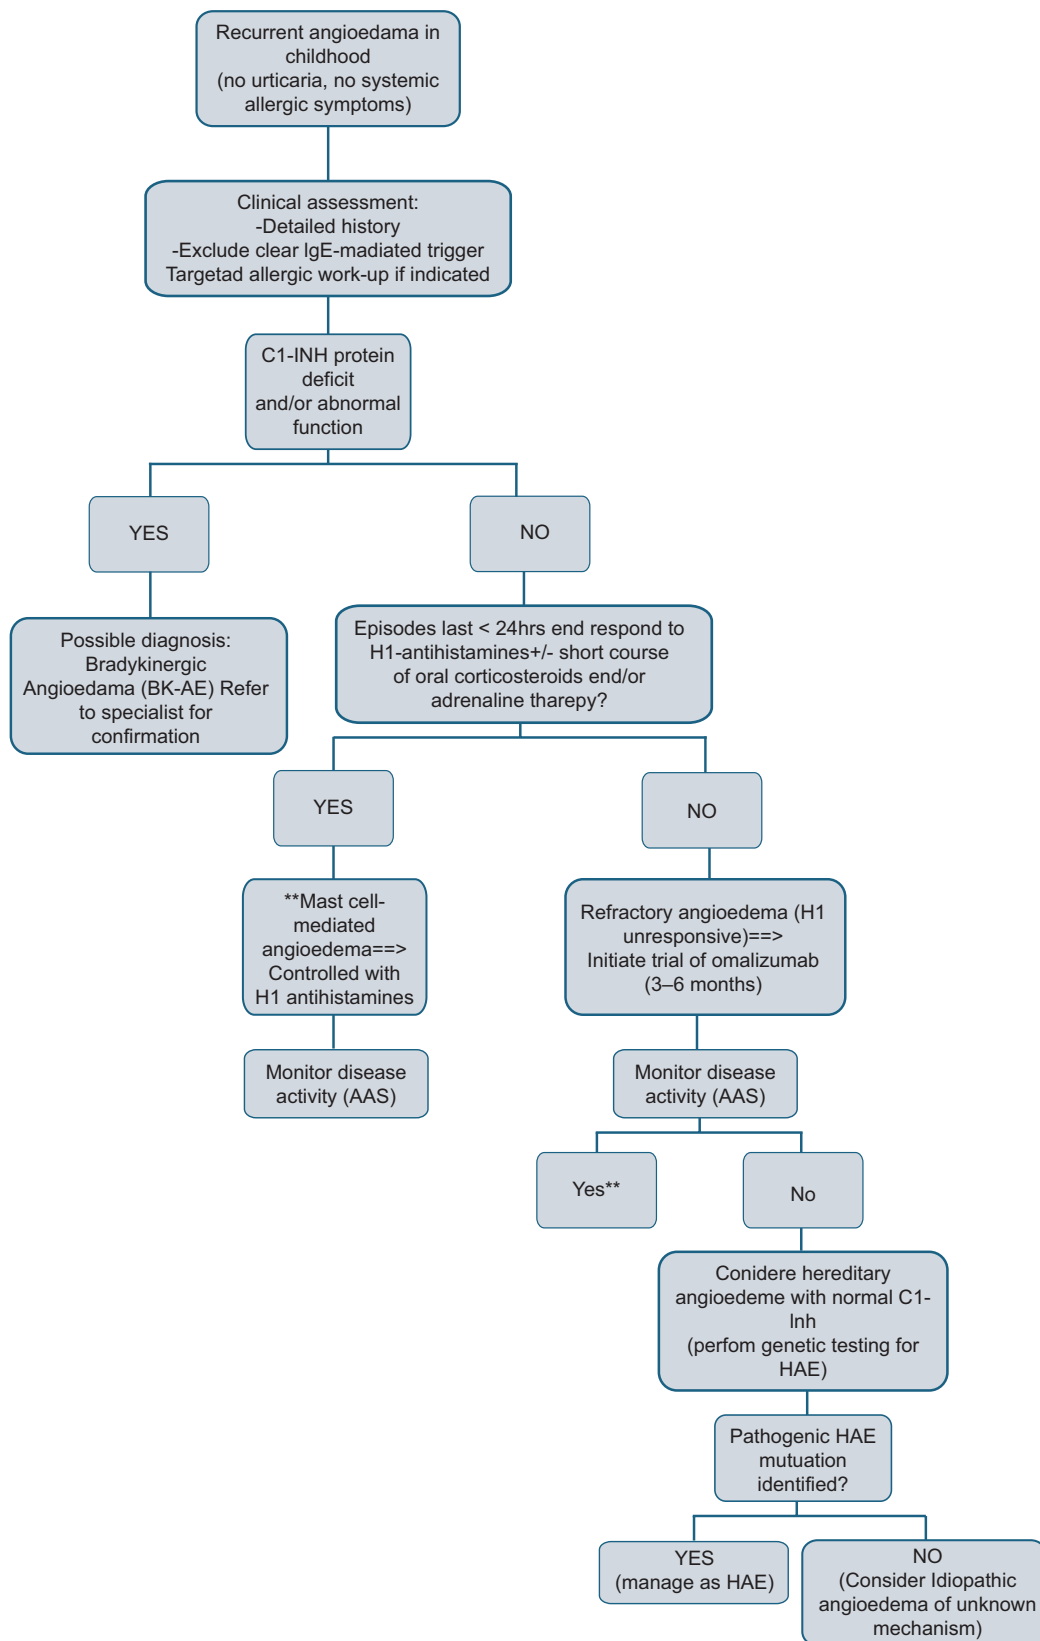 Recurrent angioedama in
childhood
(no urticaria, no systemic
allergic symptoms)
Clinical assessment:
-Detailed history
-Exclude clear IgE-madiated trigger
Targetad allergic work-up if indicated
C1-INH protein
deficit
and/or abnormal
function
YES
NO
Possible diagnosis:
Bradykinergic
Angioedama (BK-AE) Refer
to specialist for
confirmation
Episodes last < 24hrs end respond to
H1-antihistamines+/- short course
of oral corticosteroids end/or
adrenaline tharepy?
YES
NO
**Mast cell-
mediated
angioedema==>
Controlled with
H1 antihistamines
Refractory angioedema (H1
unresponsive)==>
Initiate trial of omalizumab
(3–6 months)
Monitor disease
activity (AAS)
Monitor disease
activity (AAS)
Yes**
No
Conidere hereditary
angioedeme with normal C1-
Inh
(perfom genetic testing for
HAE)
Pathogenic HAE
mutuation
identified?
YES
(manage as HAE)
NO
(Consider Idiopathic
angioedema of unknown
mechanism)